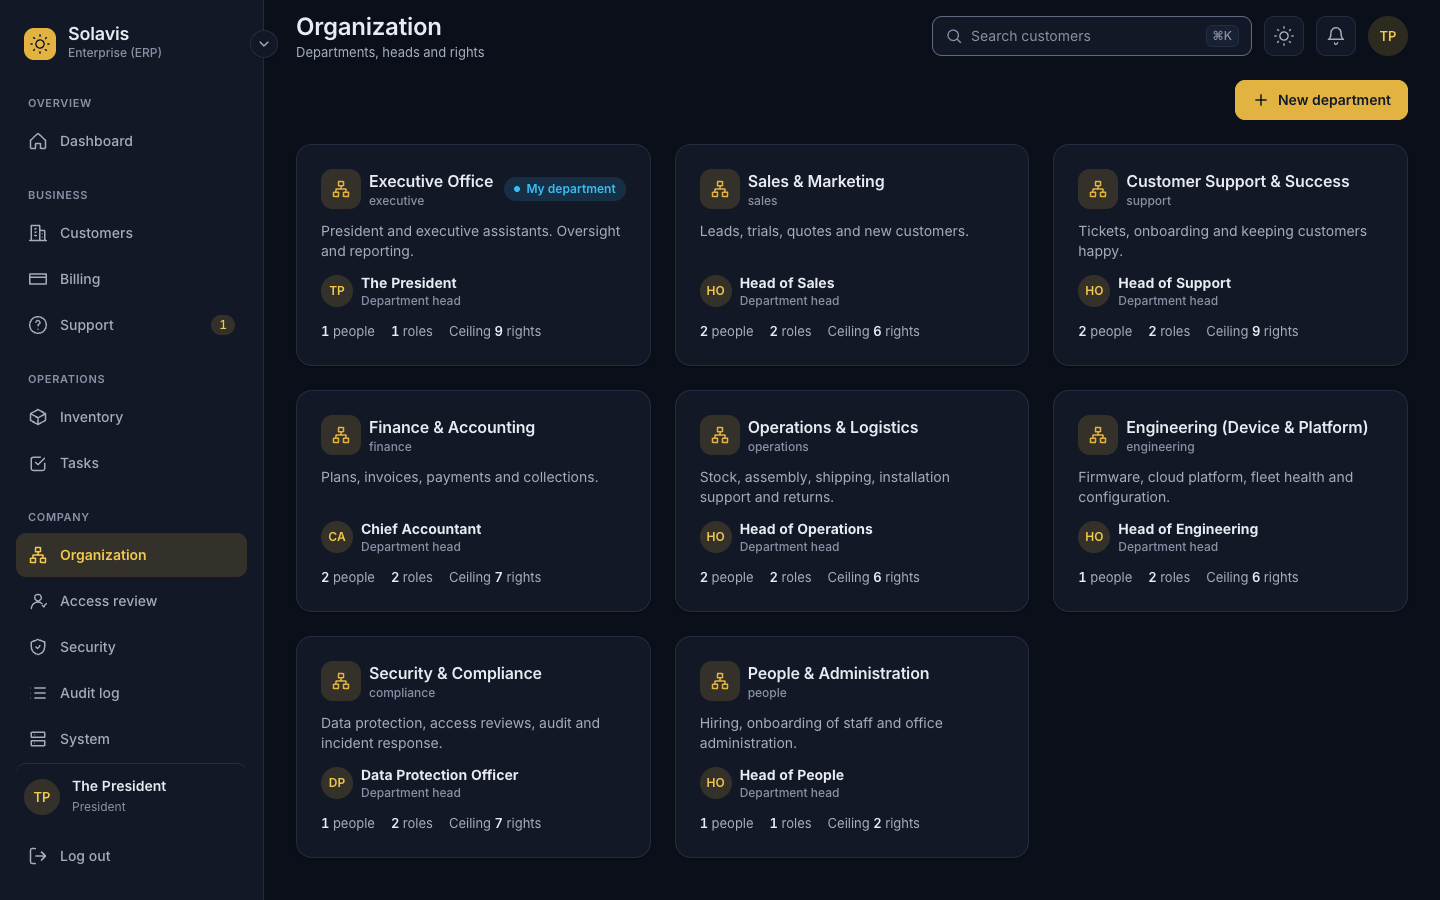 Solavis
Enterprise (ERP)
OVERVIEW
Dashboard
BUSINESS
Customers
Billing
Support 1
OPERATIONS
Inventory
Tasks
COMPANY
Organization
Access review
Security
Audit log
System
TP The President
President
Log out
Organization
Departments, heads and rights
Search customers ⌘K
TP
New department
Executive Office
executive
My department
President and executive assistants. Oversight
and reporting.
TP The President
Department head
1 people 1 roles Ceiling 9 rights
Sales & Marketing
sales
Leads, trials, quotes and new customers.
HO Head of Sales
Department head
2 people 2 roles Ceiling 6 rights
Customer Support & Success
support
Tickets, onboarding and keeping customers
happy.
HO Head of Support
Department head
2 people 2 roles Ceiling 9 rights
Finance & Accounting
finance
Plans, invoices, payments and collections.
CA Chief Accountant
Department head
2 people 2 roles Ceiling 7 rights
Operations & Logistics
operations
Stock, assembly, shipping, installation
support and returns.
HO Head of Operations
Department head
2 people 2 roles Ceiling 6 rights
Engineering (Device & Platform)
engineering
Firmware, cloud platform, fleet health and
configuration.
HO Head of Engineering
Department head
1 people 2 roles Ceiling 6 rights
Security & Compliance
compliance
Data protection, access reviews, audit and
incident response.
DP Data Protection Officer
Department head
1 people 2 roles Ceiling 7 rights
People & Administration
people
Hiring, onboarding of staff and office
administration.
HO Head of People
Department head
1 people 1 roles Ceiling 2 rights